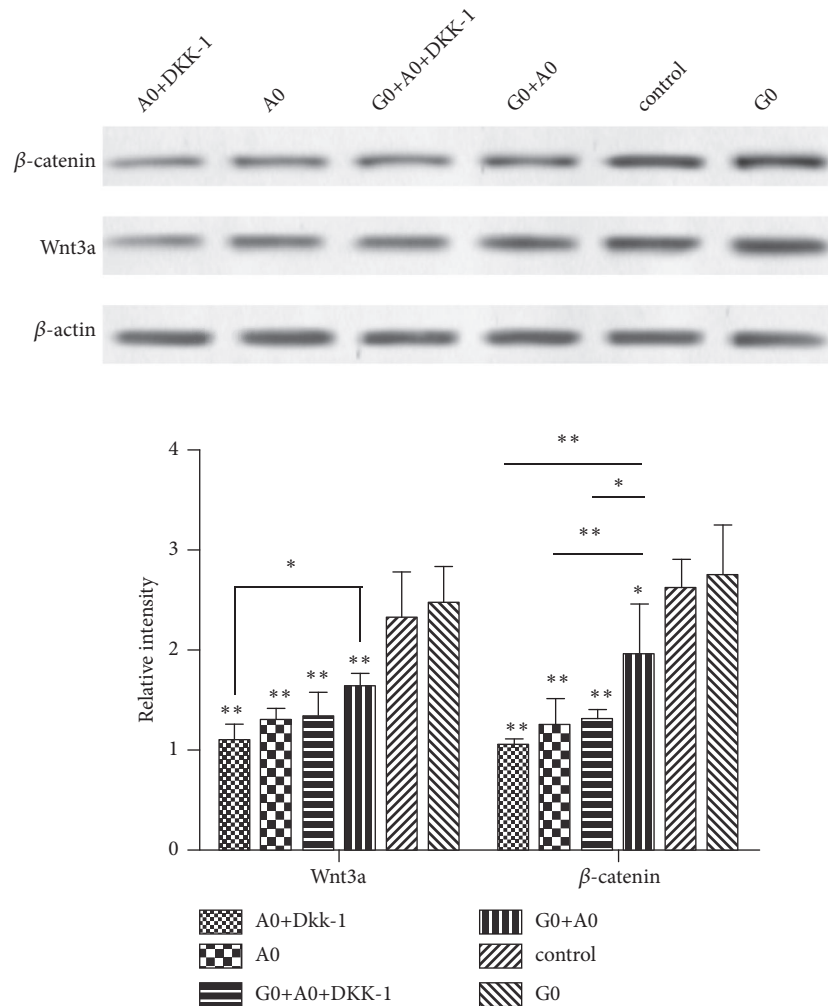 A0+DKK-1 A0 G0+A0+DKK-1 G0+A0 control G0
β-catenin
Wnt3a
β-actin
4
**
*
**
3
*
*
Relative intensity
2
** ** ** **
** ** **
1
0
Wnt3a β-catenin
A0+Dkk-1 G0+A0
A0 control
G0+A0+DKK-1 G0